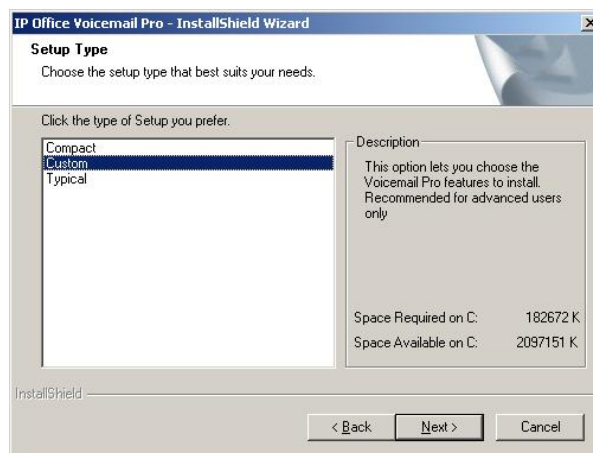 IP Office Voicemail Pro - InstallShield Wizard
Setup Type
Choose the setup type that best suits your needs.
Click the type of Setup you prefer.
Compact
Custom
Typical
Description
This option lets you choose the
Voicemail Pro features to install.
Recommended for advanced users
only
Space Required on C: 182672 K
Space Available on C: 2097151 K
InstallShield
< Back Next > Cancel